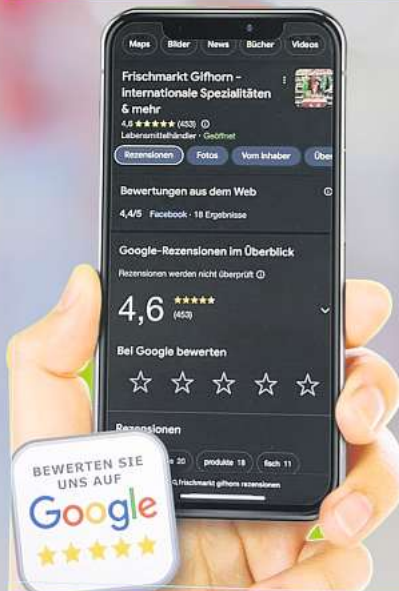 Maps Bilder News Bücher Videos
Frischmarkt Gifhorn -
internationale Spezialitäten
& mehr
4,6 ★★★★★ (453)
Lebensmittelhändler · Geöffnet
Rezensionen Fotos Vom Inhaber Über
Bewertungen aus dem Web
4,4/5 Facebook · 18 Ergebnisse
Google-Rezensionen im Überblick
Rezensionen werden nicht überprüft
4,6 ★★★★★
(453)
Bei Google bewerten
Rezensionen
20 produkte 18 fisch 11
frischmarkt gifhorn rezensionen
BEWERTEN SIE
UNS AUF
Google